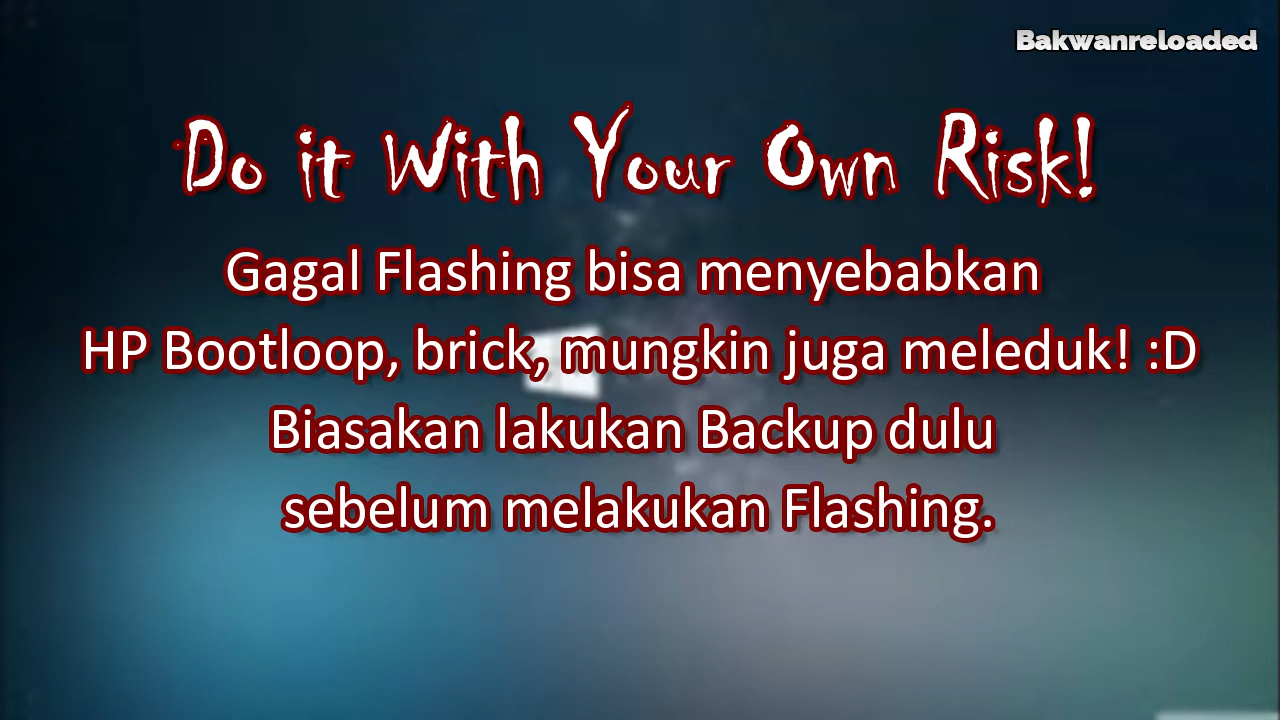 Bakwanreloaded
Do it With Your Own Risk!
Gagal Flashing bisa menyebabkan
HP Bootloop, brick, mungkin juga meleduk! :D
Biasakan lakukan Backup dulu
sebelum melakukan Flashing.